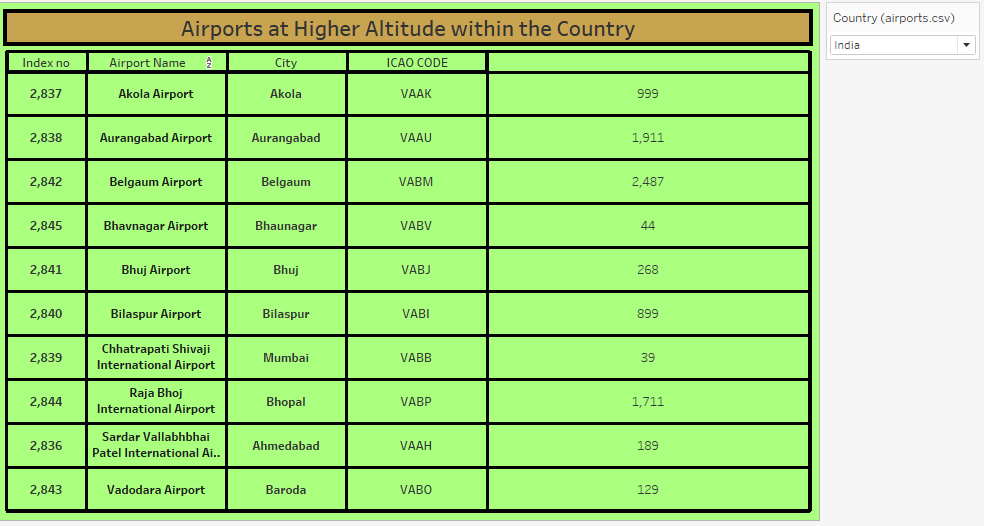 Airports at Higher Altitude within the Country
Country (airports.csv)
India
Index no Airport Name City ICAO CODE
2,837 Akola Airport Akola VAAK 999
2,838 Aurangabad Airport Aurangabad VAAU 1,911
2,842 Belgaum Airport Belgaum VABM 2,487
2,845 Bhavnagar Airport Bhaunagar VABV 44
2,841 Bhuj Airport Bhuj VABJ 268
2,840 Bilaspur Airport Bilaspur VABI 899
2,839 Chhatrapati Shivaji International Airport Mumbai VABB 39
2,844 Raja Bhoj International Airport Bhopal VABP 1,711
2,836 Sardar Vallabhbhai Patel International Ai.. Ahmedabad VAAH 189
2,843 Vadodara Airport Baroda VABO 129